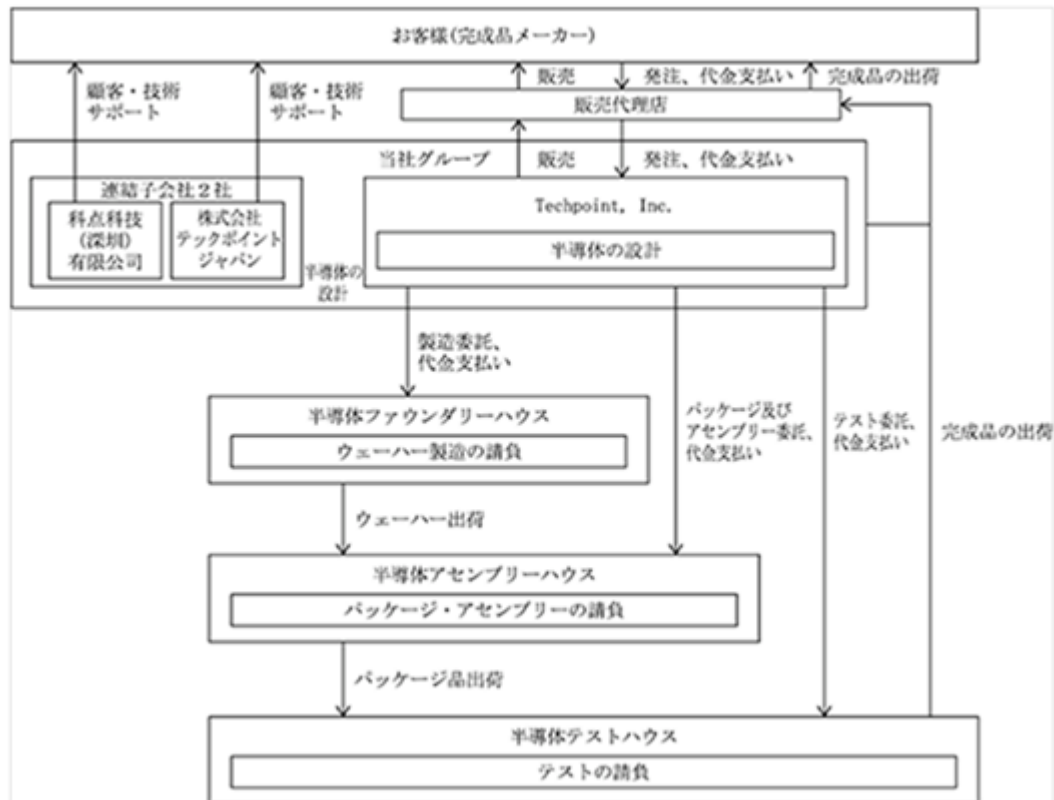 お客様(完成品メーカー)
顧客・技術
サポート
顧客・技術
サポート
販売
発注、代金支払い
完成品の出荷
販売代理店
当社グループ
販売
発注、代金支払い
連結子会社2社
科点科技
(深圳)
有限公司
株式会社
テックポイント
ジャパン
半導体の
設計
Techpoint, Inc.
半導体の設計
製造委託、
代金支払い
半導体ファウンダリーハウス
ウェーハー製造の請負
パッケージ及び
アセンブリー委託、
代金支払い
テスト委託、
代金支払い
完成品の出荷
ウェーハー出荷
半導体アセンブリーハウス
パッケージ・アセンブリーの請負
パッケージ品出荷
半導体テストハウス
テストの請負